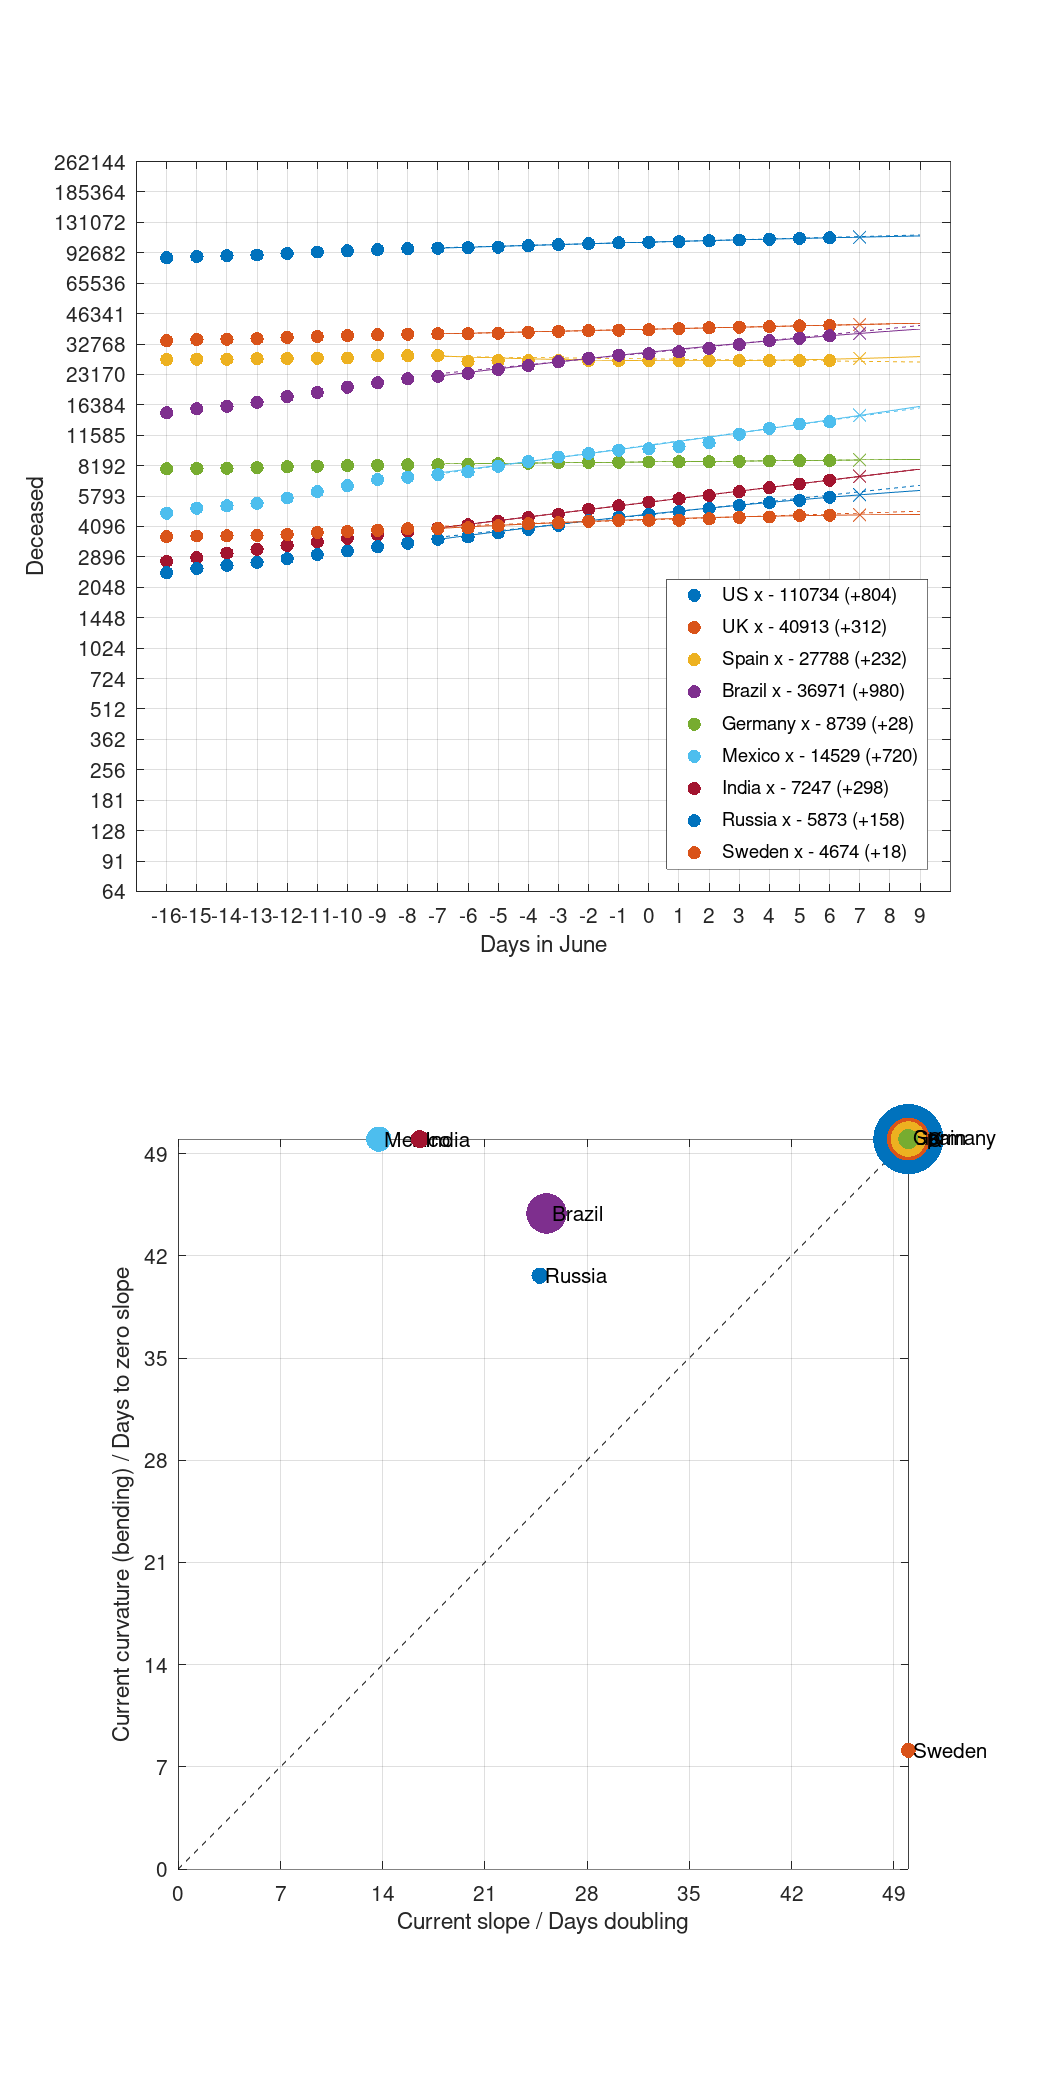 262144
185364
131072
92682
65536
46341
32768
23170
16384
11585
8192
5793
4096
2896
2048
1448
1024
724
512
362
256
181
128
91
64
Deceased
US x - 110734 (+804)
UK x - 40913 (+312)
Spain x - 27788 (+232)
Brazil x - 36971 (+980)
Germany x - 8739 (+28)
Mexico x - 14529 (+720)
India x - 7247 (+298)
Russia x - 5873 (+158)
Sweden x - 4674 (+18)
-16 -15 -14 -13 -12 -11 -10 -9 -8 -7 -6 -5 -4 -3 -2 -1 0 1 2 3 4 5 6 7 8 9
Days in June
Mexico
India
Spain
Germany
Brazil
Russia
Sweden
49
42
35
28
21
14
7
0
Current curvature (bending) / Days to zero slope
0 7 14 21 28 35 42 49
Current slope / Days doubling